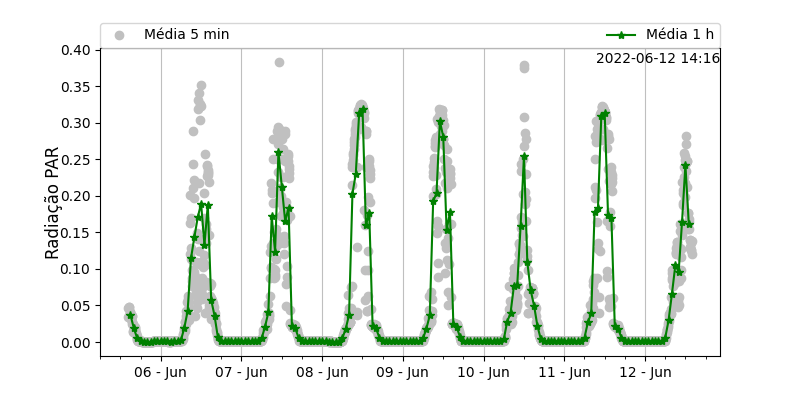 Média 5 min
Média 1 h
2022-06-12 14:16
Radiação PAR
0.40
0.35
0.30
0.25
0.20
0.15
0.10
0.05
0.00
06 - Jun
07 - Jun
08 - Jun
09 - Jun
10 - Jun
11 - Jun
12 - Jun